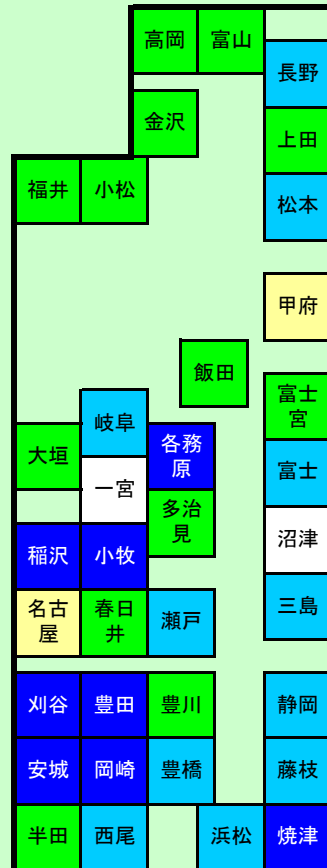 高岡 富山
長野
金沢
上田
福井 小松
松本
甲府
飯田
富士
宮
岐阜
大垣
各務
原
富士
一宮
多治
見
沼津
稲沢 小牧
名古
屋
春日
井
瀬戸
三島
刈谷 豊田 豊川 静岡
安城 岡崎 豊橋 藤枝
半田 西尾 浜松 焼津